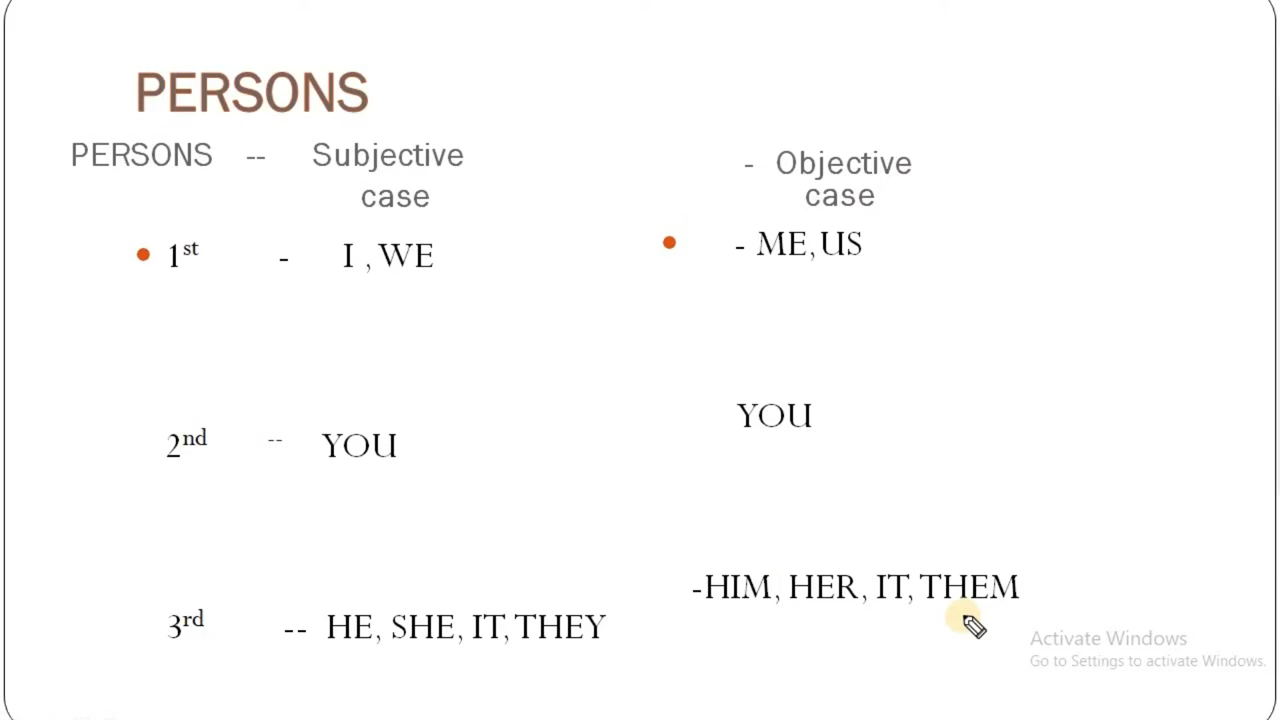 PERSONS
PERSONS -- Subjective
case
- Objective
case
1st - I , WE
- ME, US
YOU
2nd -- YOU
-HIM, HER, IT, THEM
3rd -- HE, SHE, IT, THEY
Activate Windows
Go to Settings to activate Windows.